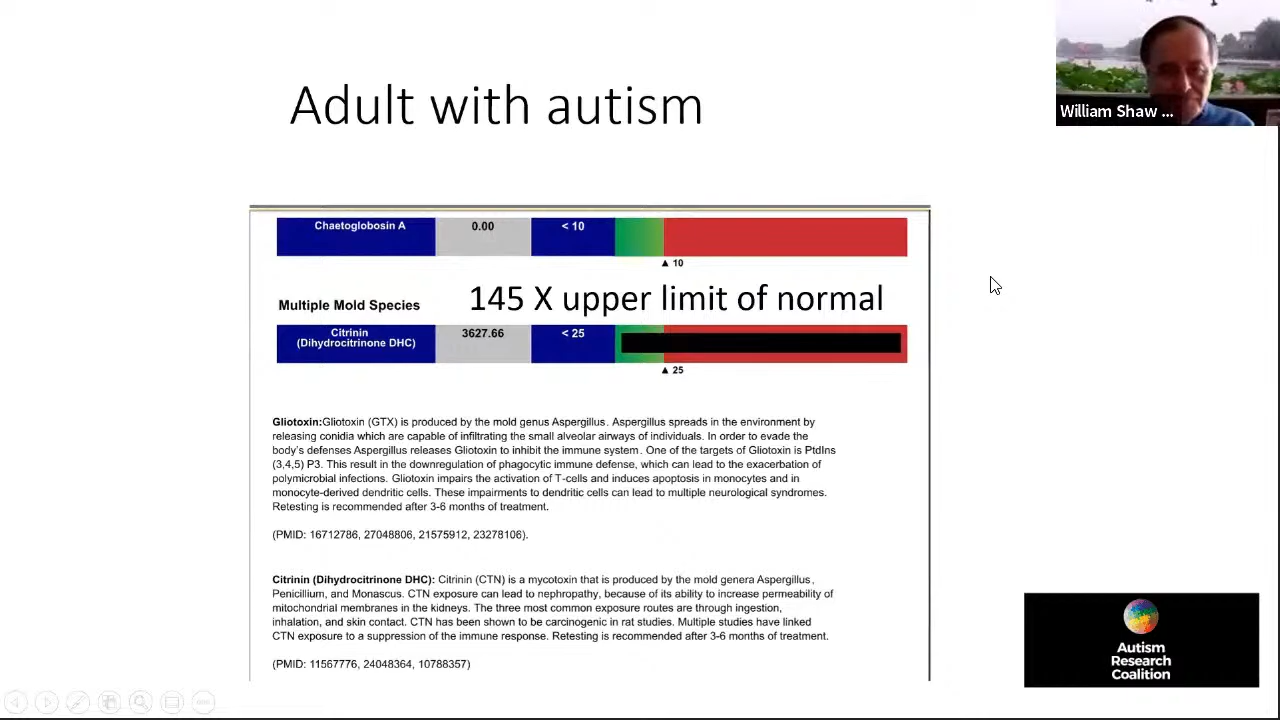 Adult with autism
William Shaw ...
Chaetoglobosin A
0.00
< 10
▲ 10
Multiple Mold Species
145 X upper limit of normal
Citrinin
(Dihydrocitrinone DHC)
3627.66
< 25
▲ 25
Gliotoxin:Gliotoxin (GTX) is produced by the mold genus Aspergillus. Aspergillus spreads in the environment by
releasing conidia which are capable of infiltrating the small alveolar airways of individuals. In order to evade the
body's defenses Aspergillus releases Gliotoxin to inhibit the immune system. One of the targets of Gliotoxin is PtdIns
(3,4,5) P3. This result in the downregulation of phagocytic immune defense, which can lead to the exacerbation of
polymicrobial infections. Gliotoxin impairs the activation of T-cells and induces apoptosis in monocytes and in
monocyte-derived dendritic cells. These impairments to dendritic cells can lead to multiple neurological syndromes.
Retesting is recommended after 3-6 months of treatment.
(PMID: 16712786, 27048806, 21575912, 23278106).
Citrinin (Dihydrocitrinone DHC): Citrinin (CTN) is a mycotoxin that is produced by the mold genera Aspergillus,
Penicillium, and Monascus. CTN exposure can lead to nephropathy, because of its ability to increase permeability of
mitochondrial membranes in the kidneys. The three most common exposure routes are through ingestion,
inhalation, and skin contact. CTN has been shown to be carcinogenic in rat studies. Multiple studies have linked
CTN exposure to a suppression of the immune response. Retesting is recommended after 3-6 months of treatment.
(PMID: 11567776, 24048364, 10788357)
Autism
Research
Coalition